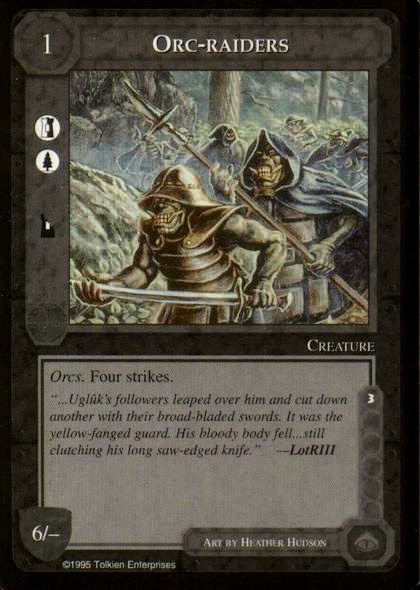 1
ORC-RAIDERS
CREATURE
Orcs. Four strikes.
“...Uglûk's followers leaped over him and cut down
another with their broad-bladed swords. It was the
yellow-fanged guard. His bloody body fell...still
clutching his long saw-edged knife.” —LotRIII
3
6/–
ART BY HEATHER HUDSON
©1995 Tolkien Enterprises